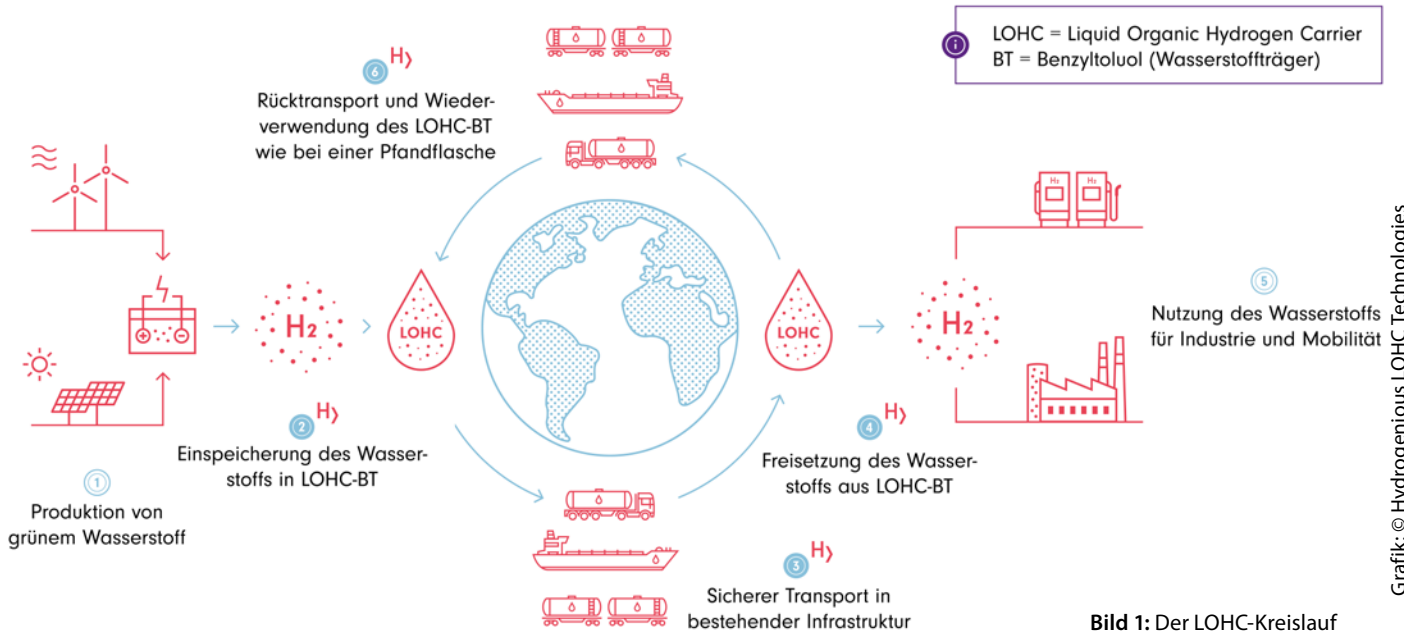 LOHC = Liquid Organic Hydrogen Carrier
BT = Benzyltoluol (Wasserstoffträger)
6
H
Rücktransport und Wieder-
verwendung des LOHC-BT
wie bei einer Pfandflasche
H₂
H₂
H₂
LOHC
LOHC
H₂
5
Nutzung des Wasserstoffs
für Industrie und Mobilität
2
H
Einspeicherung des Wasser-
stoffs in LOHC-BT
4
H
Freisetzung des Wasser-
stoffs aus LOHC-BT
1
Produktion von
grünem Wasserstoff
3
H
Sicherer Transport in
bestehender Infrastruktur
Grafik: © Hydrogenious LOHC Technologies
Bild 1: Der LOHC-Kreislauf